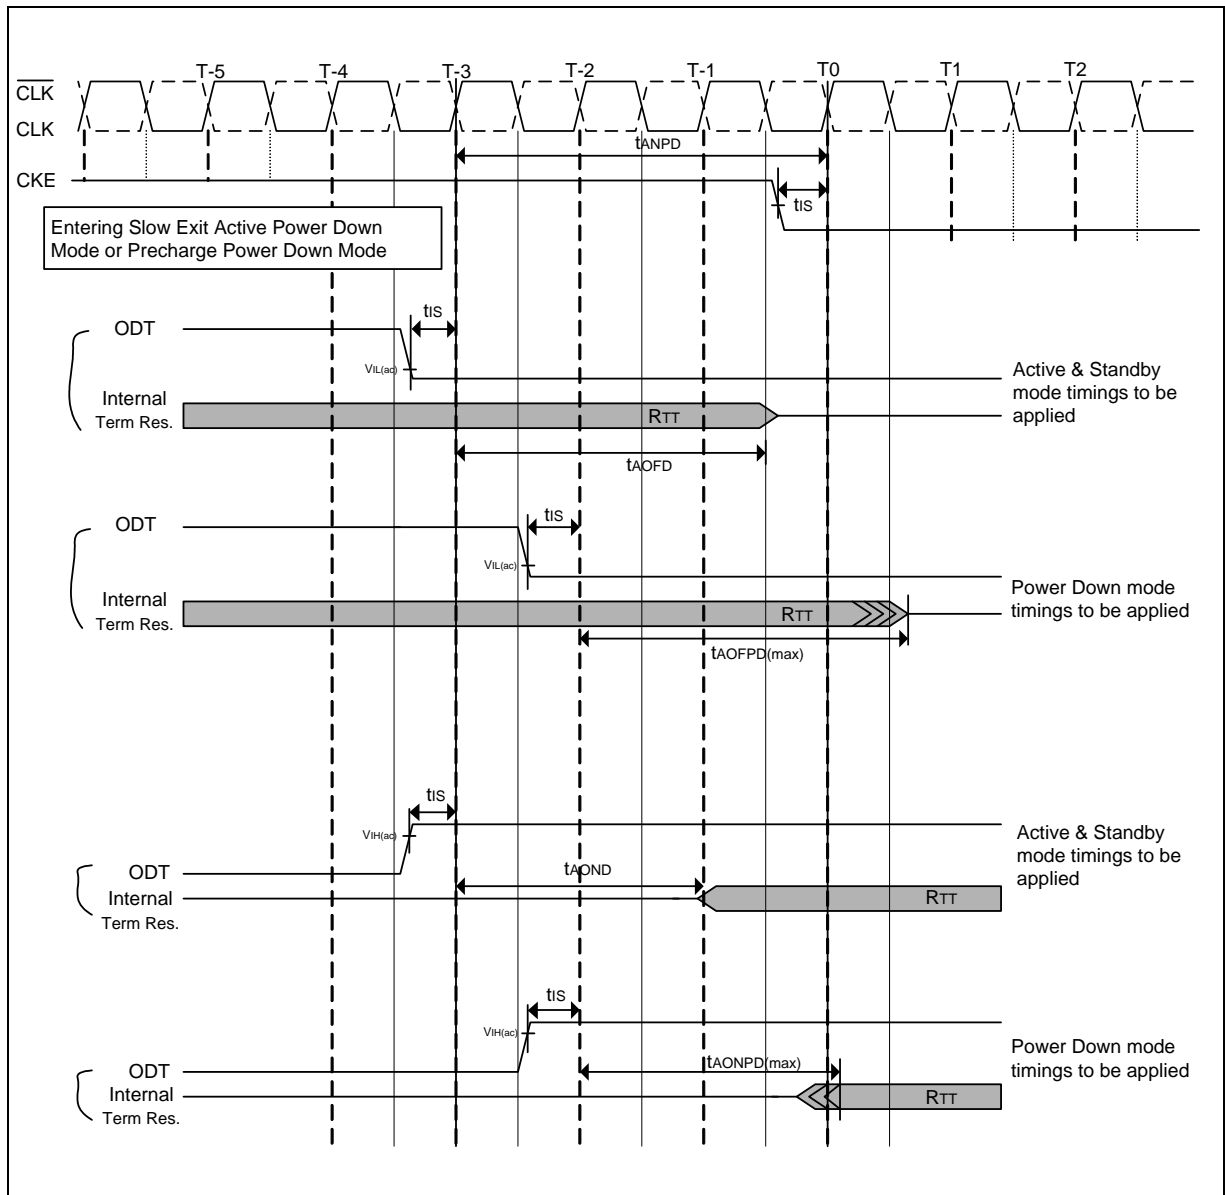 T-5 T-4 T-3 T-2 T-1 T0 T1 T2
CLK
CLK
tANPD
CKE
tIS
Entering Slow Exit Active Power Down
Mode or Precharge Power Down Mode
tIS
ODT
VIL(ac)
Active & Standby
mode timings to be
applied
Internal
Term Res.
RTT
tAOFD
ODT
tIS
VIL(ac)
Power Down mode
timings to be applied
Internal
Term Res.
RTT
tAOFPD(max)
tIS
VIH(ac)
Active & Standby
mode timings to be
applied
ODT
tAOND
Internal
Term Res.
RTT
tIS
VIH(ac)
Power Down mode
timings to be applied
ODT
tAONPD(max)
Internal
Term Res.
RTT